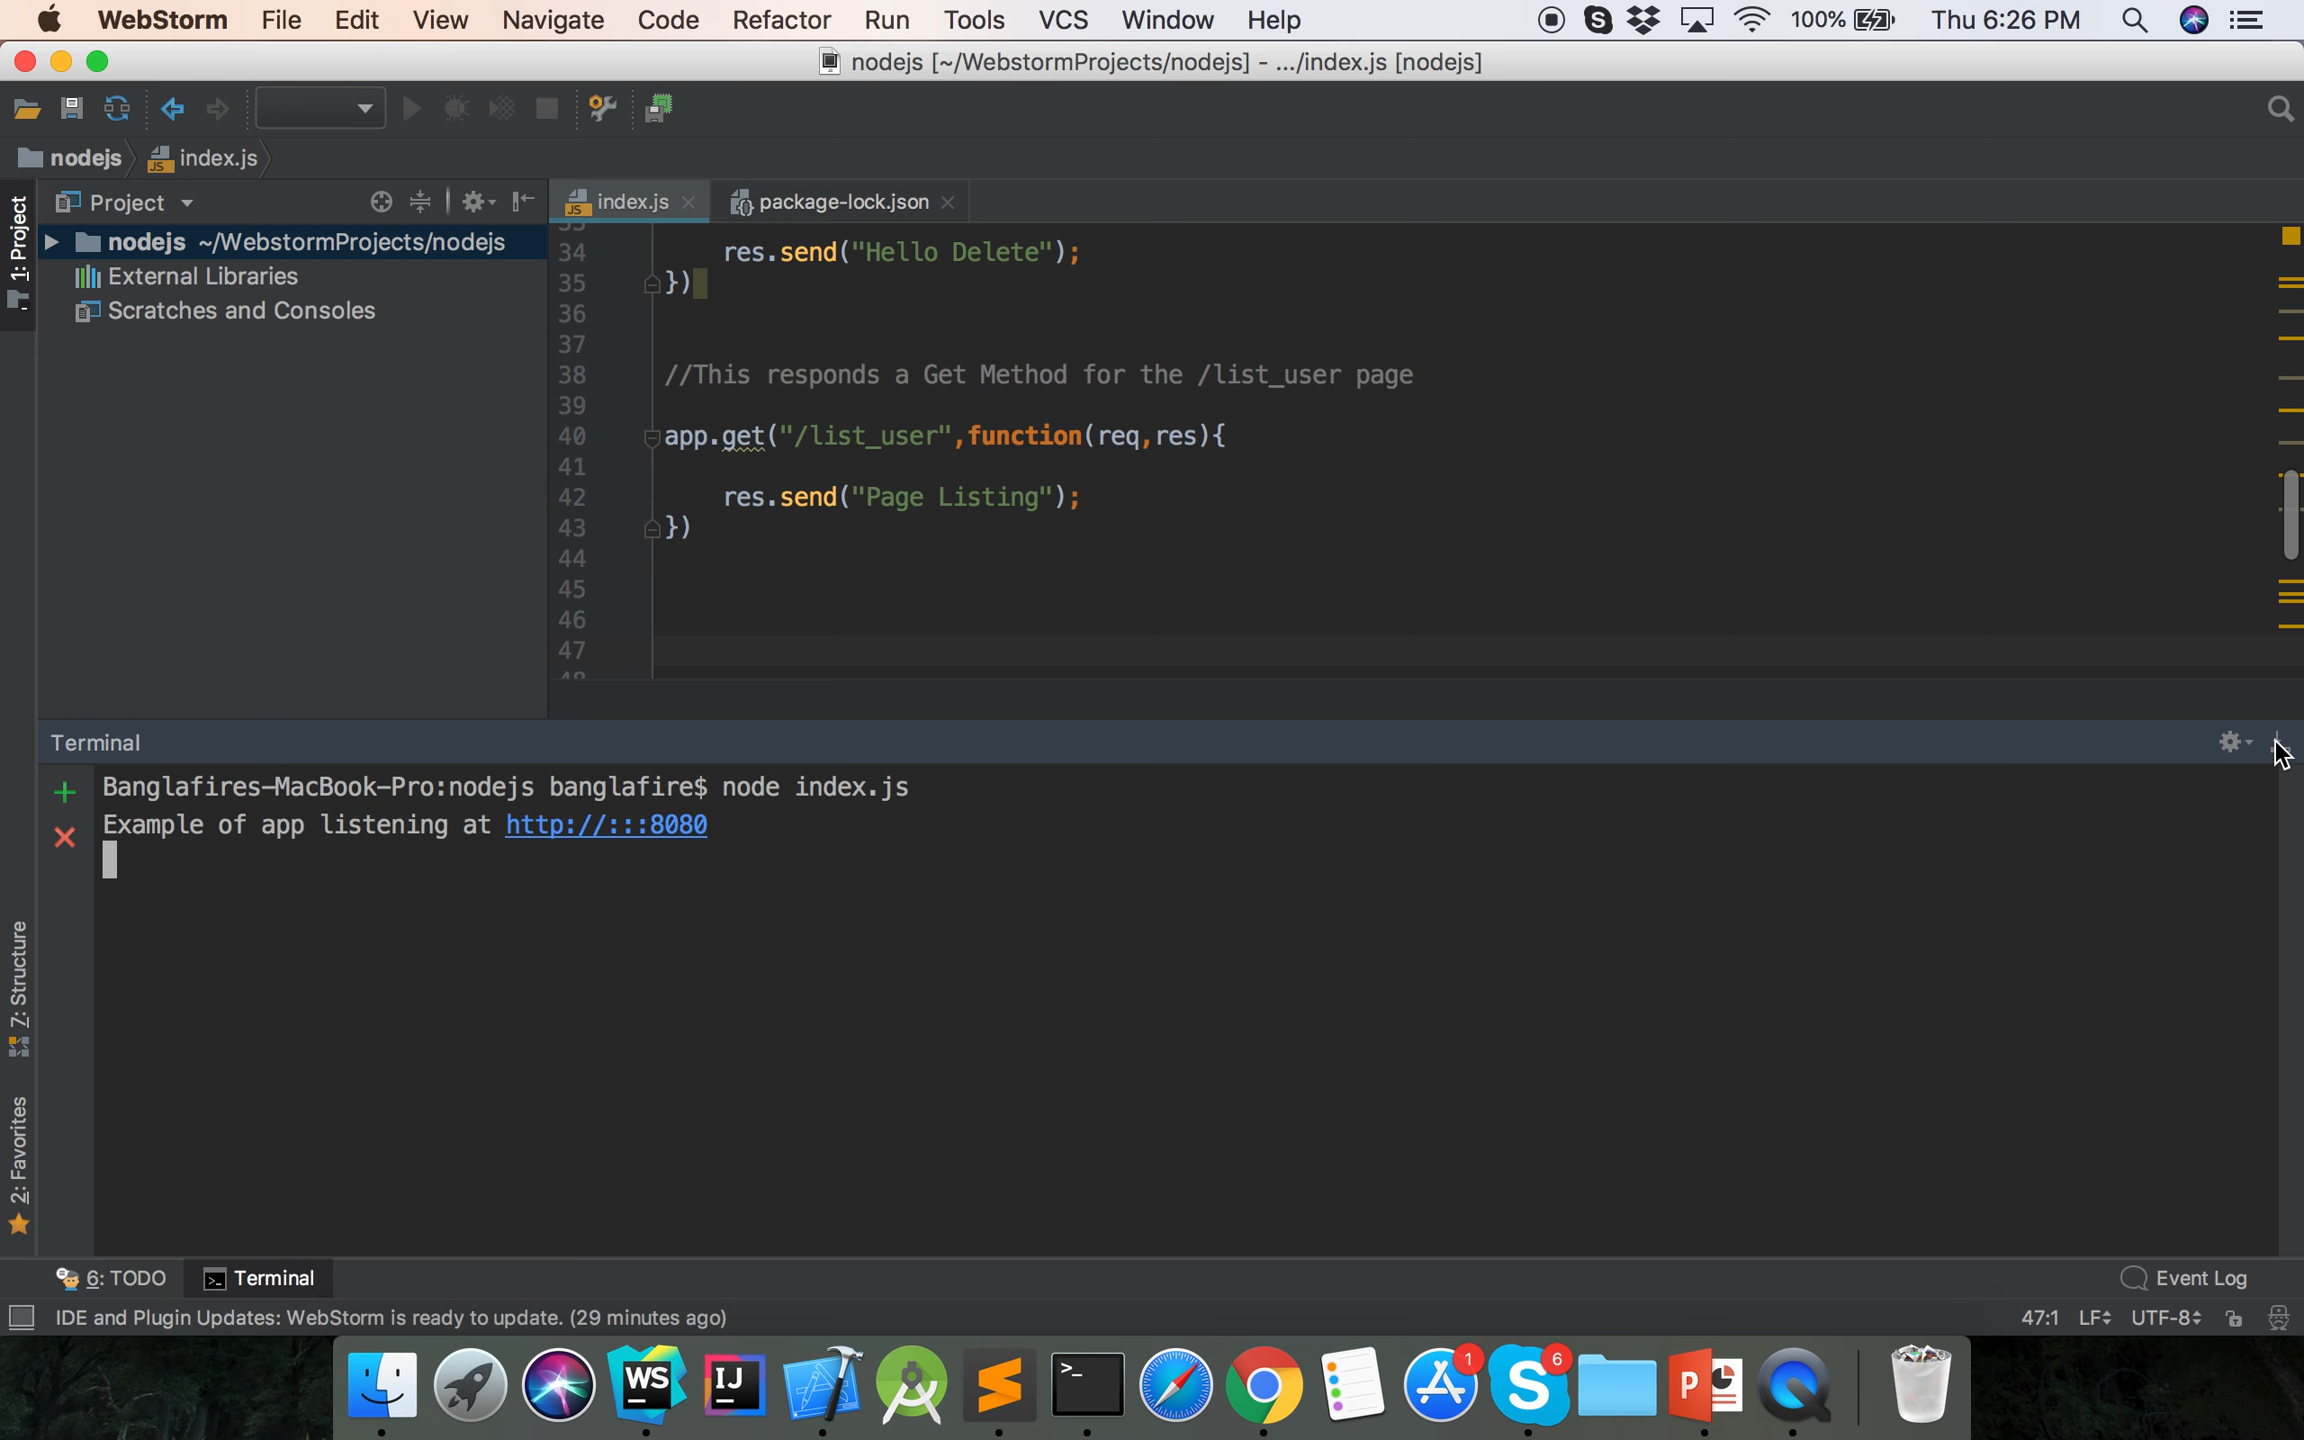 WebStorm File Edit View Navigate Code Refactor Run Tools VCS Window Help 100% Thu 6:26 PM
nodejs [~/WebstormProjects/nodejs] - .../index.js [nodejs]
nodejs index.js
Project index.js package-lock.json
1: Project
nodejs ~/WebstormProjects/nodejs
External Libraries
Scratches and Consoles
34 res.send("Hello Delete");
35 })
36
37
38 //This responds a Get Method for the /list_user page
39
40 app.get("/list_user",function(req,res){
41
42 res.send("Page Listing");
43 })
44
45
46
47
Terminal
Banglafires-MacBook-Pro:nodejs banglafire$ node index.js
Example of app listening at http://:::8080
7: Structure
2: Favorites
6: TODO Terminal Event Log
IDE and Plugin Updates: WebStorm is ready to update. (29 minutes ago) 47:1 LF UTF-8
WS IJ >_ 1 S 6 P